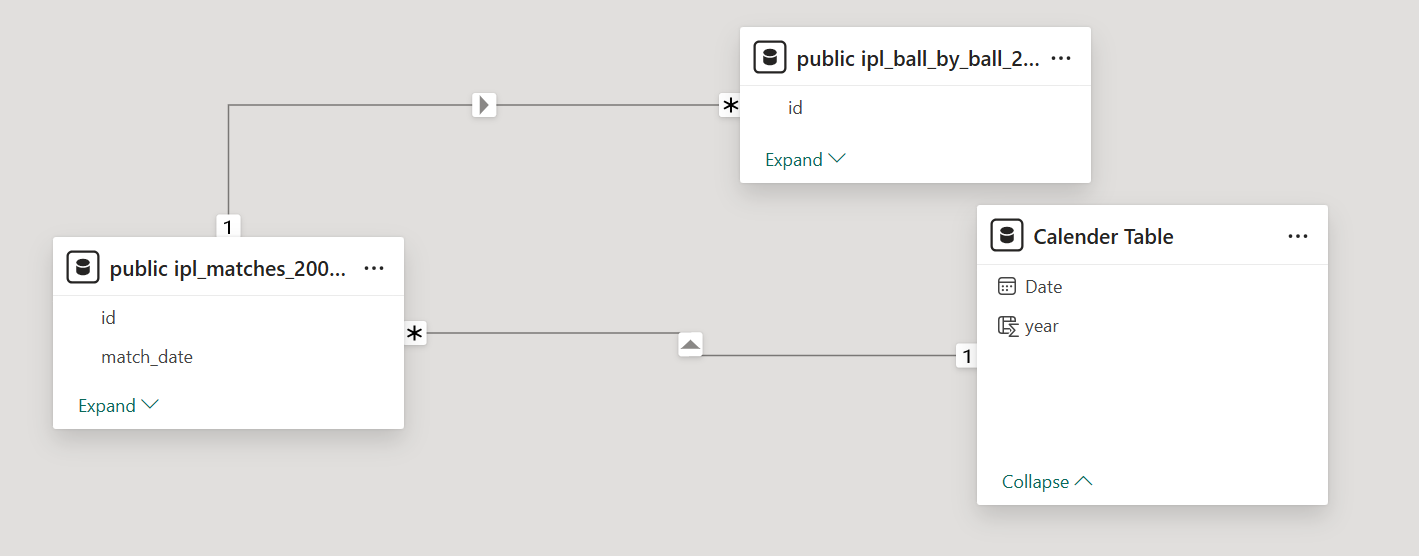 public ipl_ball_by_ball_2...
id
Expand
*
1
public ipl_matches_200...
id
match_date
Expand
*
1
Calender Table
Date
year
Collapse